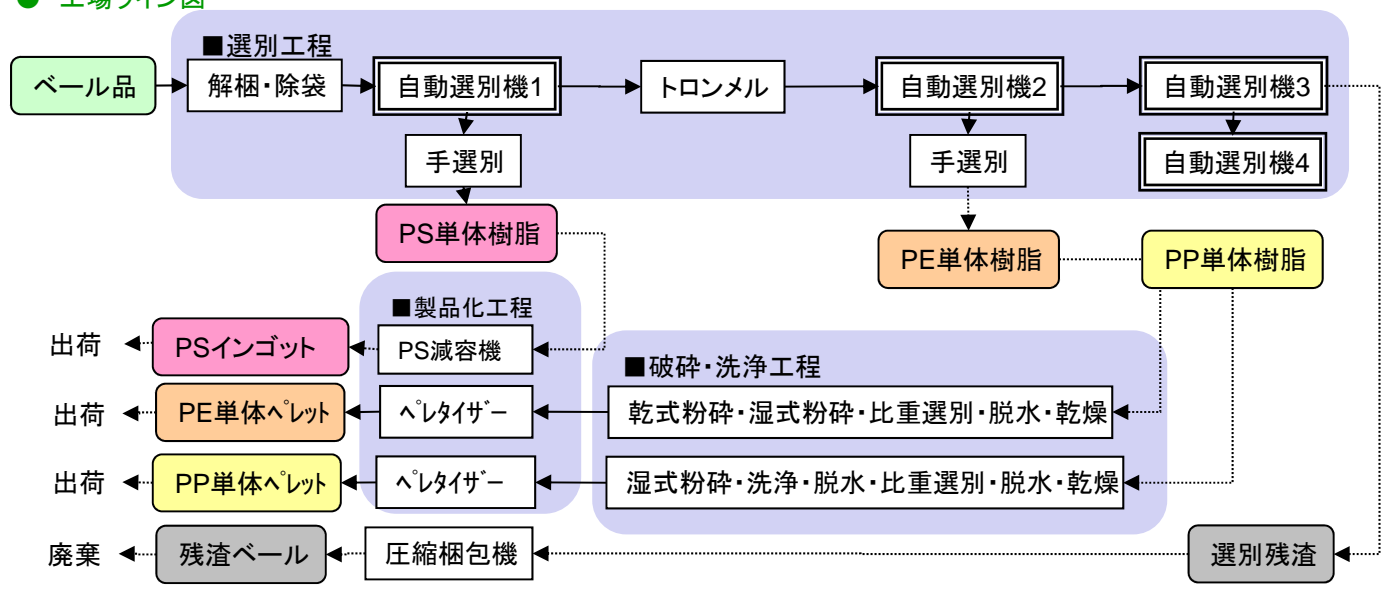 ● 工場ライン図
■選別工程
ベール品
解梱・除袋
自動選別機1
トロンメル
自動選別機2
自動選別機3
手選別
手選別
自動選別機4
PS単体樹脂
PE単体樹脂
PP単体樹脂
■製品化工程
出荷
PSインゴット
PS減容機
■破砕・洗浄工程
出荷
PE単体ﾍﾟﾚｯﾄ
ﾍﾟﾚﾀｲｻﾞｰ
乾式粉砕・湿式粉砕・比重選別・脱水・乾燥
出荷
PP単体ﾍﾟﾚｯﾄ
ﾍﾟﾚﾀｲｻﾞｰ
湿式粉砕・洗浄・脱水・比重選別・脱水・乾燥
廃棄
残渣ベール
圧縮梱包機
選別残渣